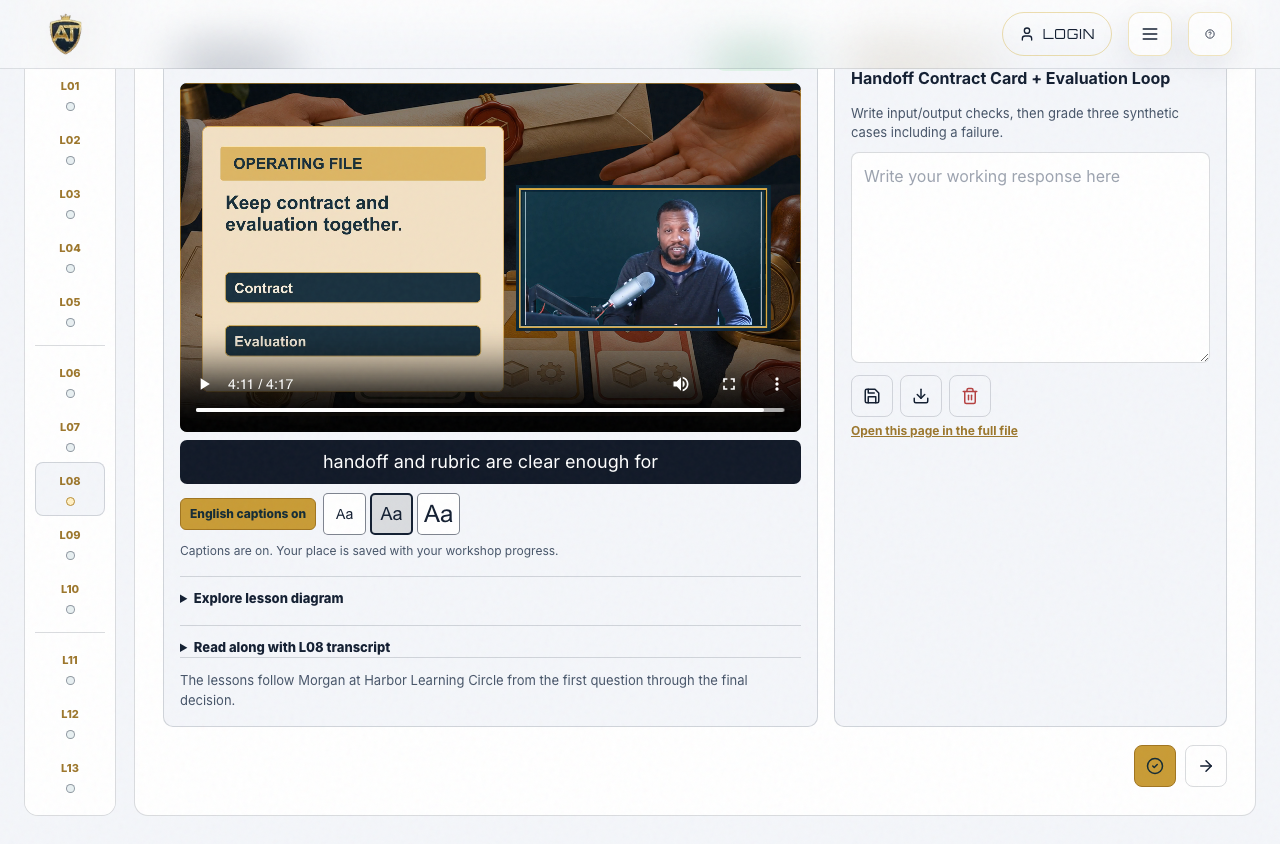 AT
LOGIN
L01
L02
L03
L04
L05
L06
L07
L08
L09
L10
L11
L12
L13
OPERATING FILE
Keep contract and
evaluation together.
Contract
Evaluation
4:11 / 4:17
handoff and rubric are clear enough for
English captions on
Aa
Aa
Aa
Captions are on. Your place is saved with your workshop progress.
Explore lesson diagram
Read along with L08 transcript
The lessons follow Morgan at Harbor Learning Circle from the first question through the final
decision.
Handoff Contract Card + Evaluation Loop
Write input/output checks, then grade three synthetic
cases including a failure.
Write your working response here
Open this page in the full file